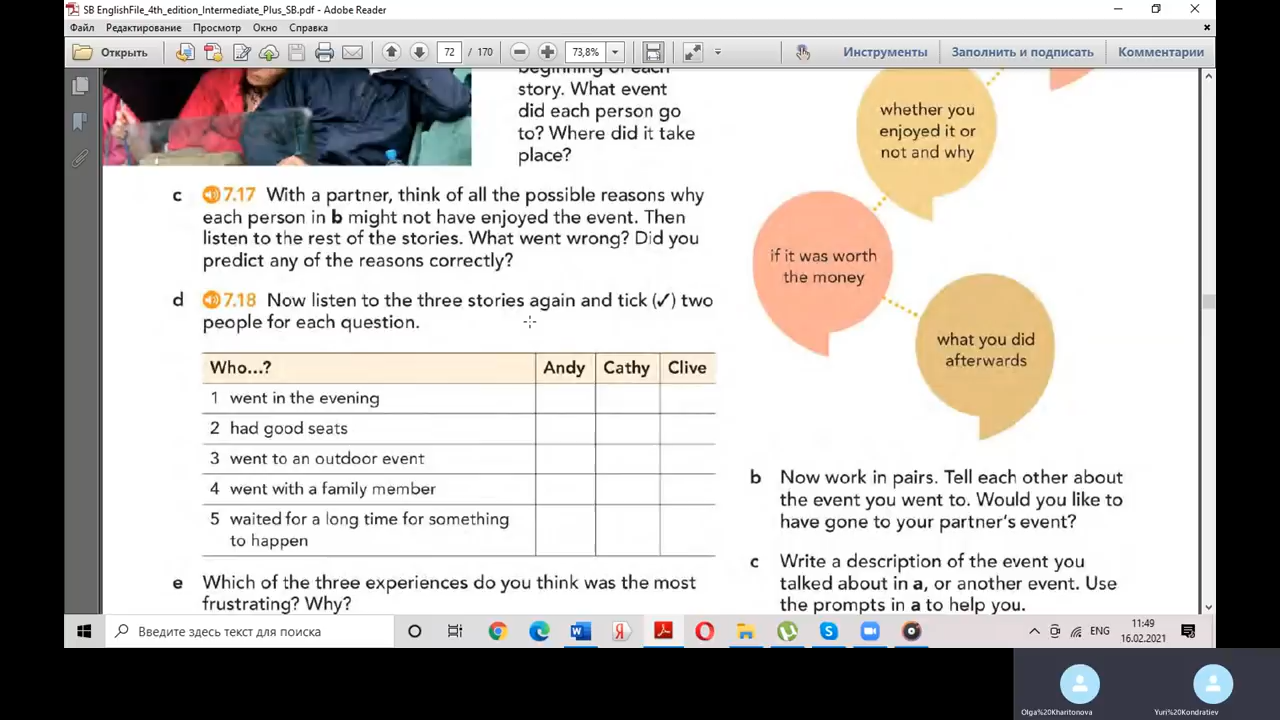 SB EnglishFile_4th_edition_Intermediate_Plus_SB.pdf - Adobe Reader
Файл Редактирование Просмотр Окно Справка
Открыть
72 / 170
73,8%
Инструменты
Заполнить и подписать
Комментарии
beginning of each
story. What event
did each person go
to? Where did it take
place?
c 7.17 With a partner, think of all the possible reasons why
each person in b might not have enjoyed the event. Then
listen to the rest of the stories. What went wrong? Did you
predict any of the reasons correctly?
d 7.18 Now listen to the three stories again and tick (✓) two
people for each question.
Who...? Andy Cathy Clive
1 went in the evening
2 had good seats
3 went to an outdoor event
4 went with a family member
5 waited for a long time for something
to happen
e Which of the three experiences do you think was the most
frustrating? Why?
whether you
enjoyed it or
not and why
if it was worth
the money
what you did
afterwards
b Now work in pairs. Tell each other about
the event you went to. Would you like to
have gone to your partner's event?
c Write a description of the event you
talked about in a, or another event. Use
the prompts in a to help you.
Введите здесь текст для поиска
ENG
11:49
16.02.2021
Olga%20Kharitonova
Yuri%20Kondratiev